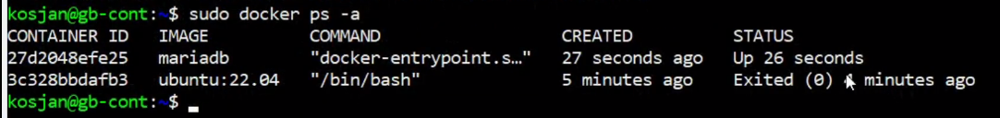 kosjan@gb-cont:~$ sudo docker ps -a
CONTAINER ID   IMAGE          COMMAND                  CREATED          STATUS
27d2048efe25   mariadb        "docker-entrypoint.s…"   27 seconds ago   Up 26 seconds
3c328bbdafb3   ubuntu:22.04   "/bin/bash"              5 minutes ago    Exited (0) minutes ago
kosjan@gb-cont:~$